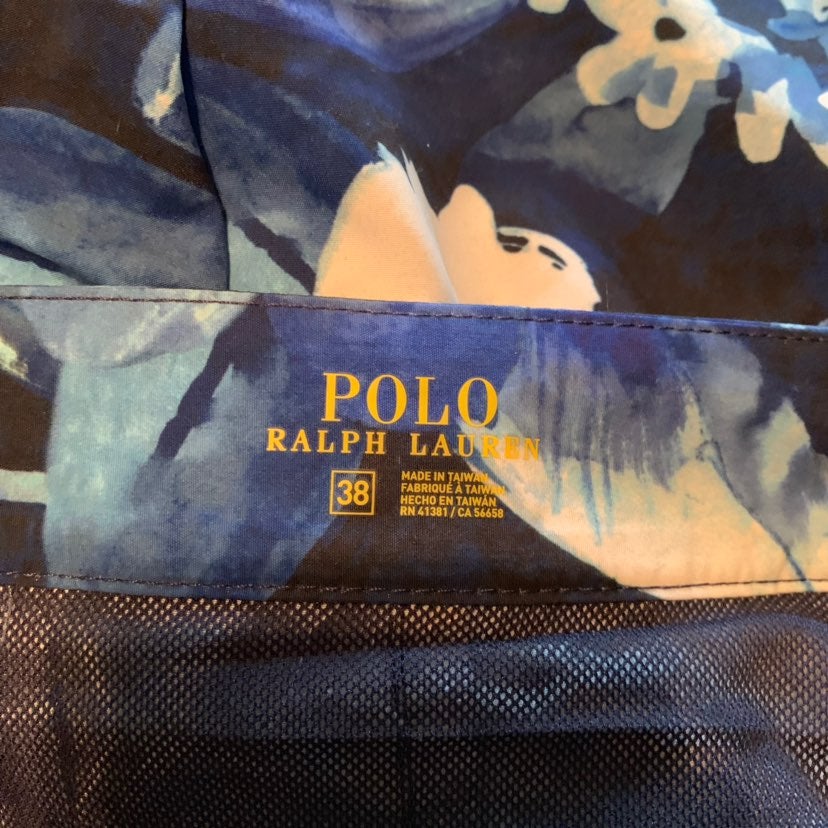 POLO
RALPH LAUREN
38
MADE IN TAIWAN
FABRIQUÉ À TAIWAN
HECHO EN TAIWÁN
RN 41381 / CA 56658